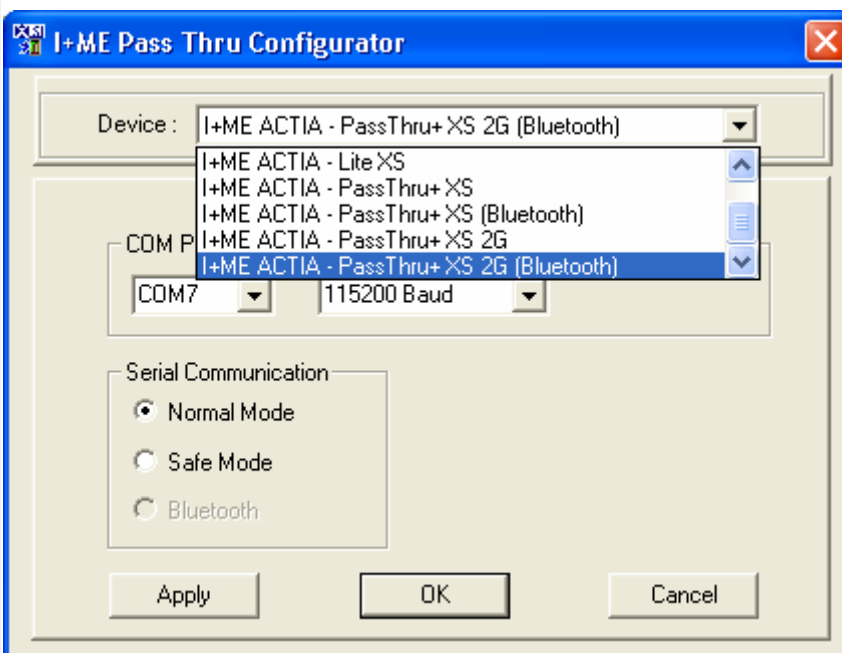 I+ME Pass Thru Configurator
Device : I+ME ACTIA - PassThru+ XS 2G (Bluetooth)
I+ME ACTIA - Lite XS
I+ME ACTIA - PassThru+ XS
I+ME ACTIA - PassThru+ XS (Bluetooth)
I+ME ACTIA - PassThru+ XS 2G
I+ME ACTIA - PassThru+ XS 2G (Bluetooth)
COM P
COM7 115200 Baud
Serial Communication
Normal Mode
Safe Mode
Bluetooth
Apply OK Cancel